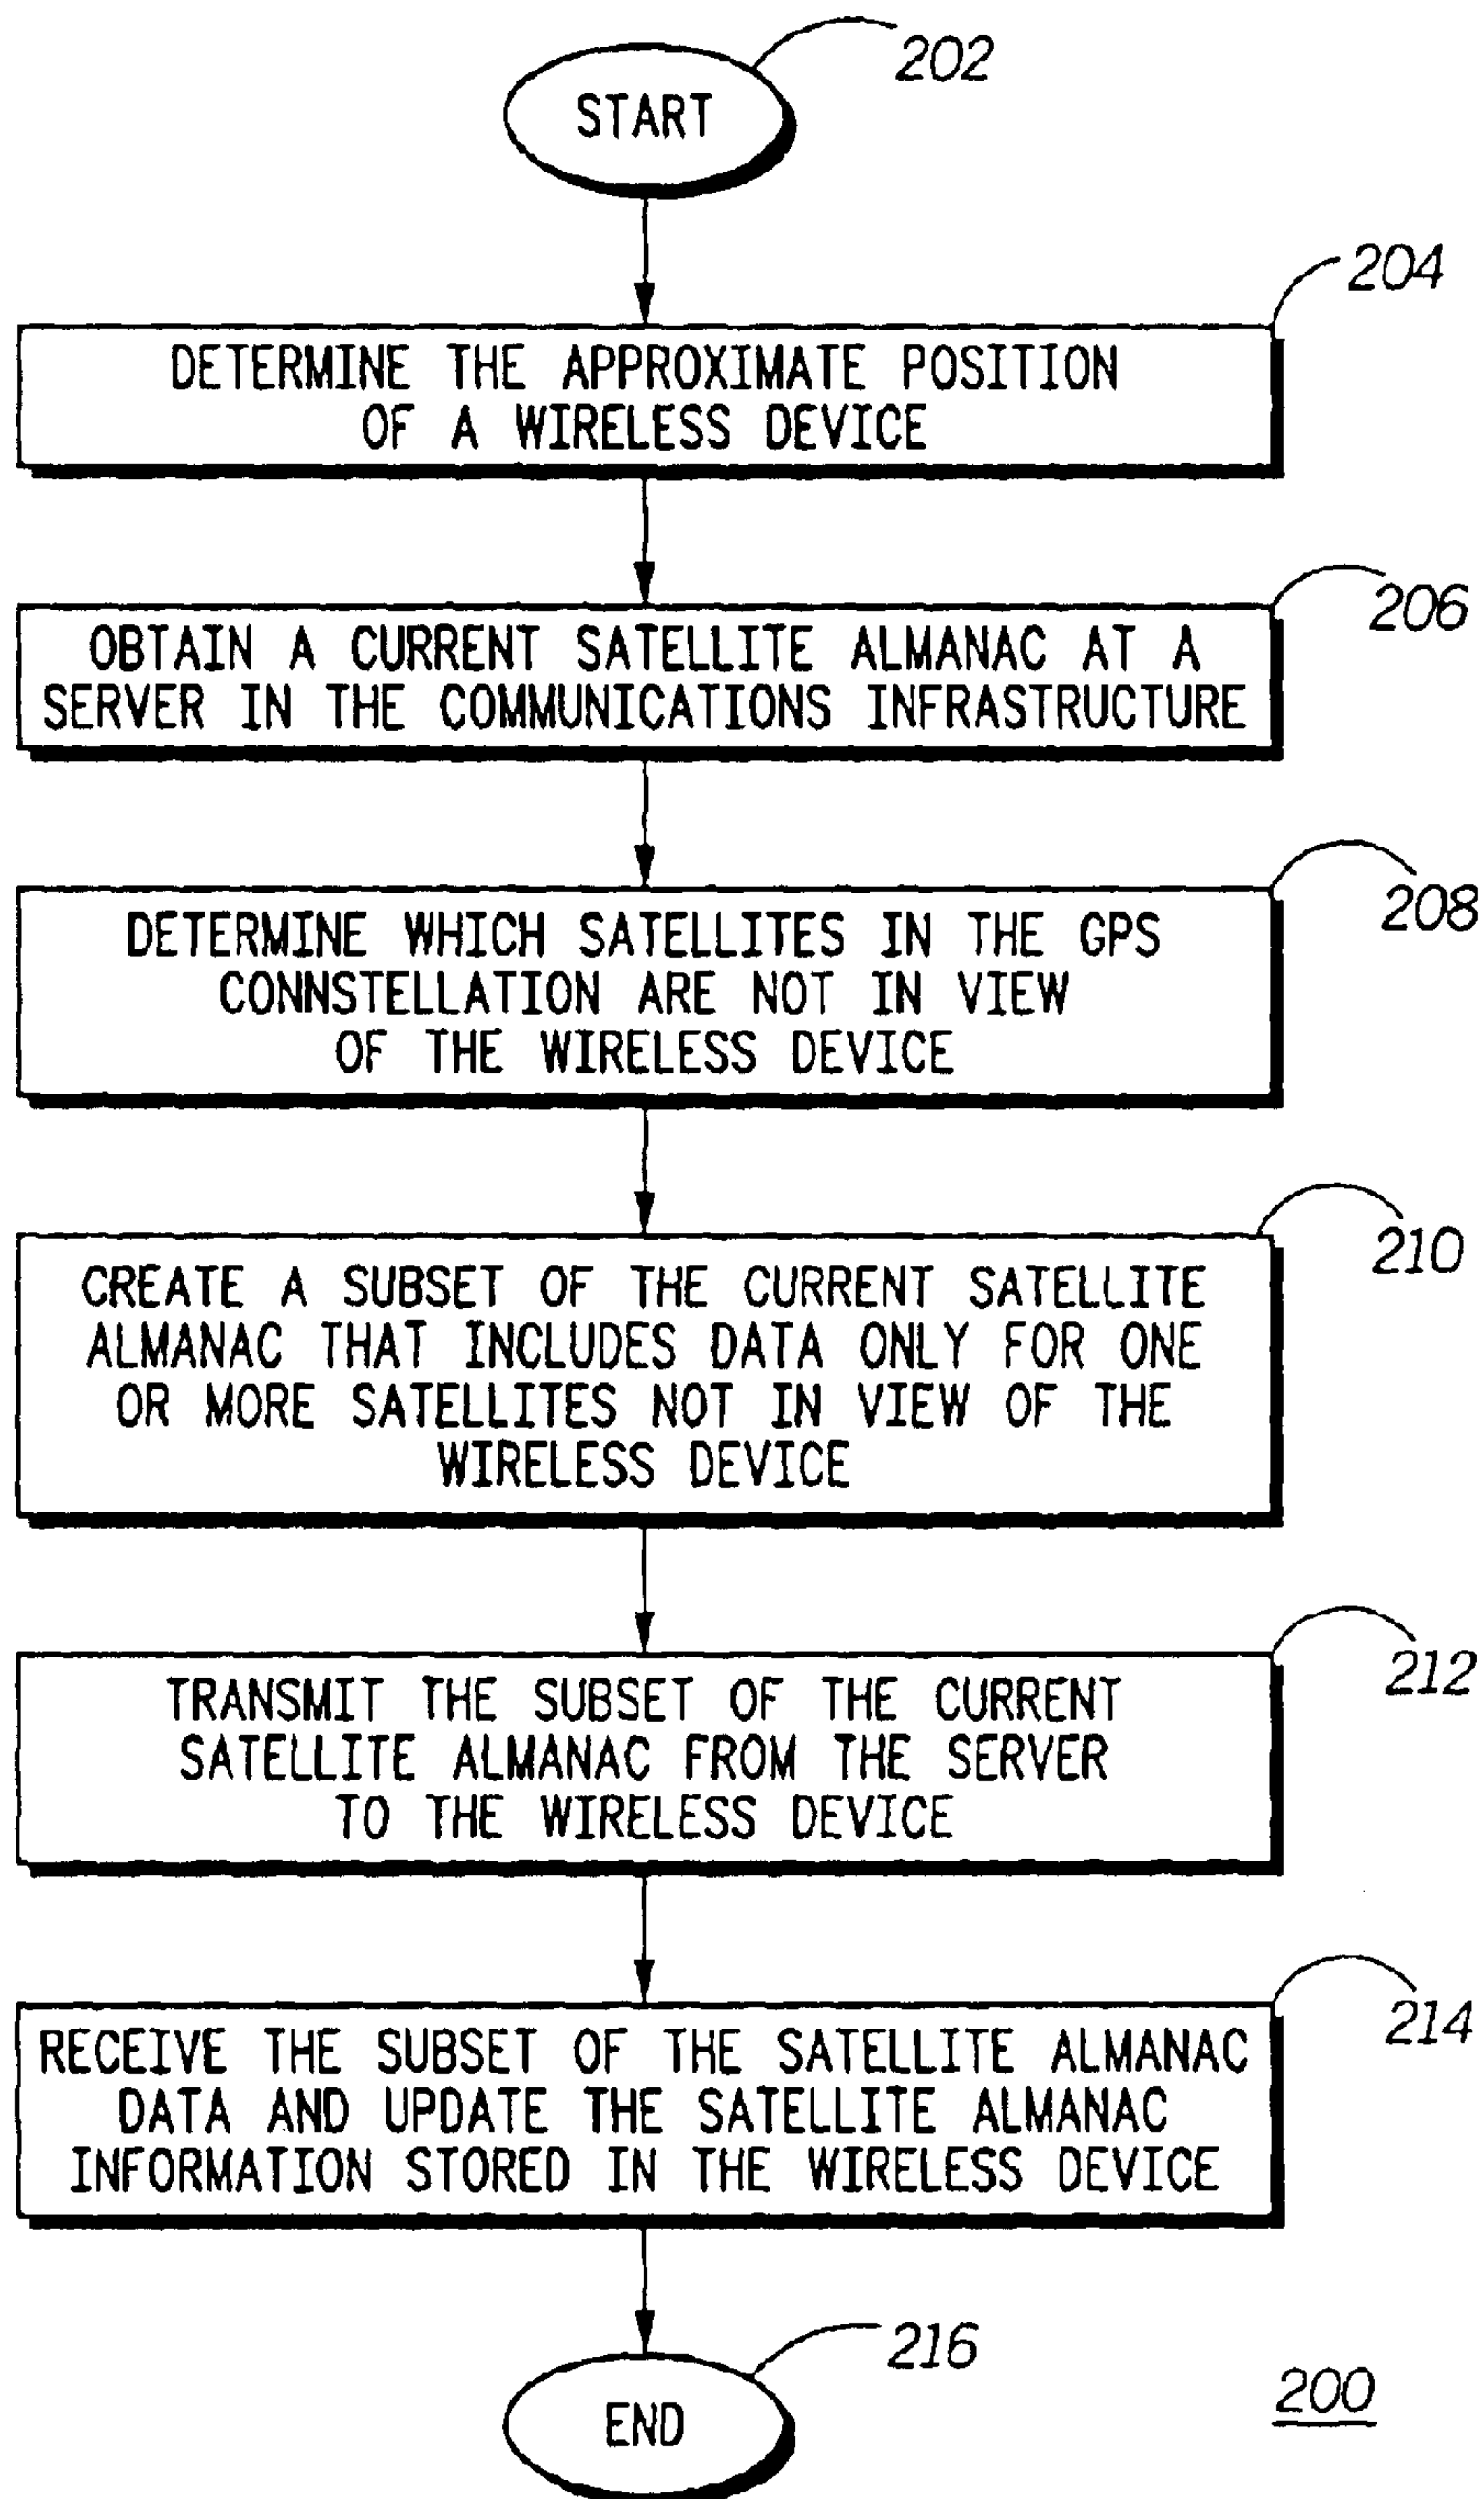 202
START
204
DETERMINE THE APPROXIMATE POSITION
OF A WIRELESS DEVICE
206
OBTAIN A CURRENT SATELLITE ALMANAC AT A
SERVER IN THE COMMUNICATIONS INFRASTRUCTURE
208
DETERMINE WHICH SATELLITES IN THE GPS
CONNSTELLATION ARE NOT IN VIEW
OF THE WIRELESS DEVICE
210
CREATE A SUBSET OF THE CURRENT SATELLITE
ALMANAC THAT INCLUDES DATA ONLY FOR ONE
OR MORE SATELLITES NOT IN VIEW OF THE
WIRELESS DEVICE
212
TRANSMIT THE SUBSET OF THE CURRENT
SATELLITE ALMANAC FROM THE SERVER
TO THE WIRELESS DEVICE
214
RECEIVE THE SUBSET OF THE SATELLITE ALMANAC
DATA AND UPDATE THE SATELLITE ALMANAC
INFORMATION STORED IN THE WIRELESS DEVICE
216
END
200